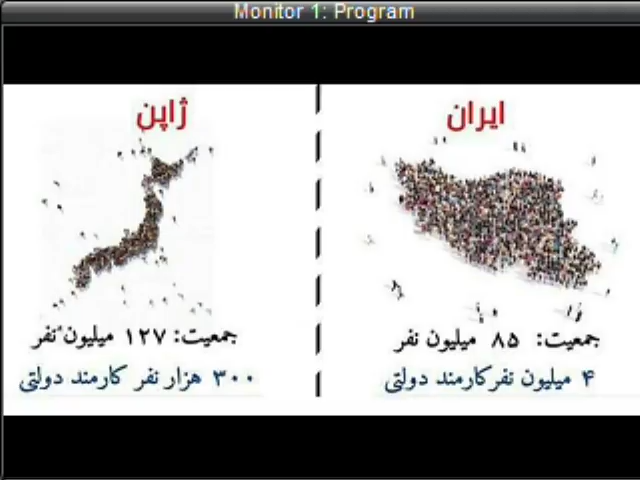 Monitor 1: Program
ایران
جمعیت: ۸۵ میلیون نفر
۴ میلیون نفرکارمند دولتی
ژاپن
جمعیت: ۱۲۷ میلیون نفر
۳۰۰ هزار نفر کارمند دولتی